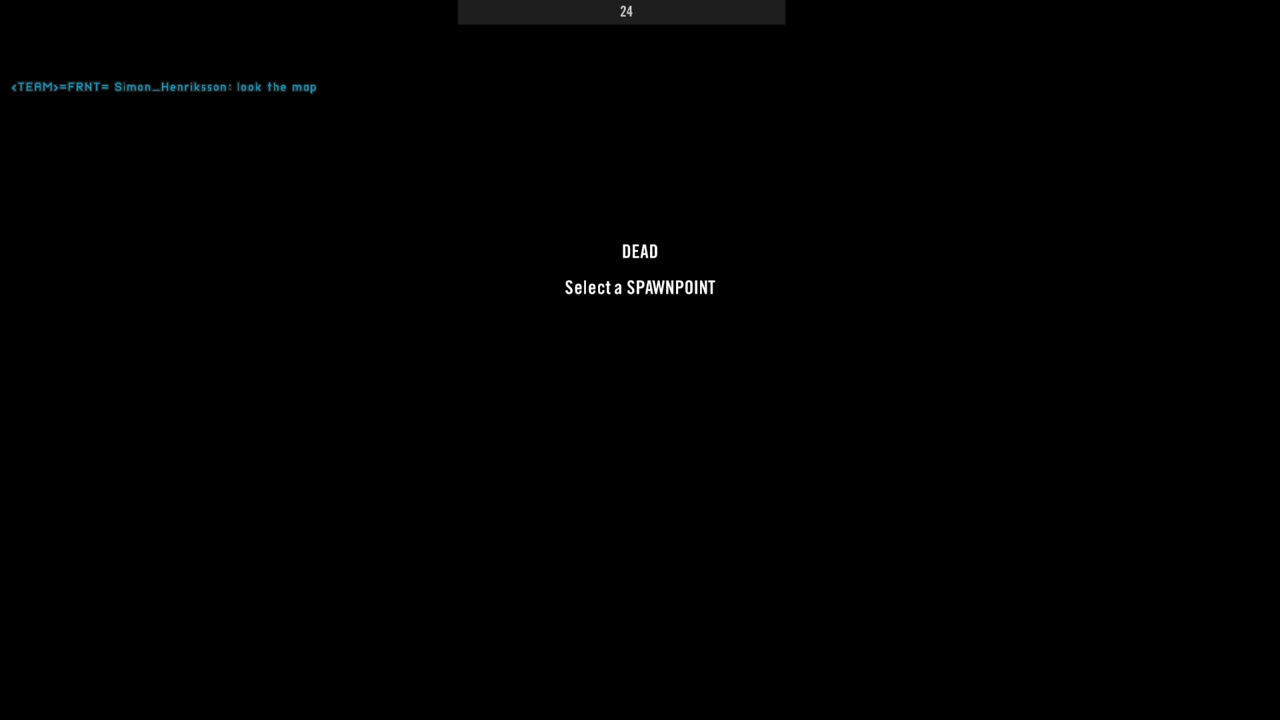 24
<TEAM>=FRNT= Simon_Henriksson: look the map
DEAD
Select a SPAWNPOINT